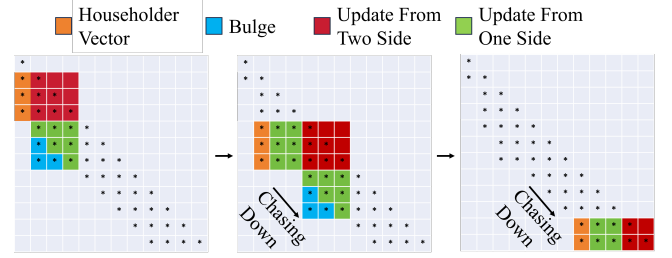 Householder
Vector
Bulge
Update From
Two Side
Update From
One Side
Chasing
Down
Chasing
Down